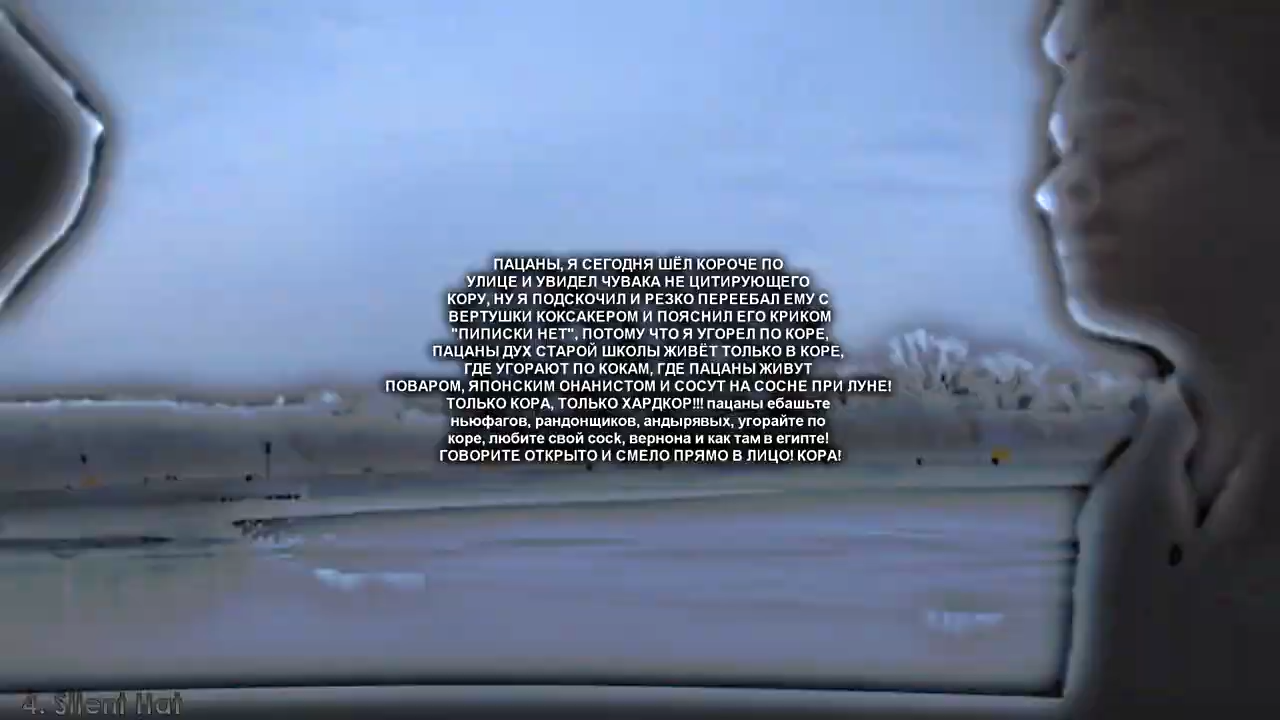 ПАЦАНЫ, Я СЕГОДНЯ ШЁЛ КОРОЧЕ ПО
УЛИЦЕ И УВИДЕЛ ЧУВАКА НЕ ЦИТИРУЮЩЕГО
КОРУ, НУ Я ПОДСКОЧИЛ И РЕЗКО ПЕРЕЕБАЛ ЕМУ С
ВЕРТУШКИ КОКСАКЕРОМ И ПОЯСНИЛ ЕГО КРИКОМ
"ПИПИСКИ НЕТ", ПОТОМУ ЧТО Я УГОРЕЛ ПО КОРЕ,
ПАЦАНЫ ДУХ СТАРОЙ ШКОЛЫ ЖИВЁТ ТОЛЬКО В КОРЕ,
ГДЕ УГОРАЮТ ПО КОКАМ, ГДЕ ПАЦАНЫ ЖИВУТ
ПОВАРОМ, ЯПОНСКИМ ОНАНИСТОМ И СОСУТ НА СОСНЕ ПРИ ЛУНЕ!
ТОЛЬКО КОРА, ТОЛЬКО ХАРДКОР!!! пацаны ебашьте
ньюфагов, рандонщиков, андырявых, угорайте по
коре, любите свой cock, вернона и как там в египте!
ГОВОРИТЕ ОТКРЫТО И СМЕЛО ПРЯМО В ЛИЦО! КОРА!
4. Silent Hat